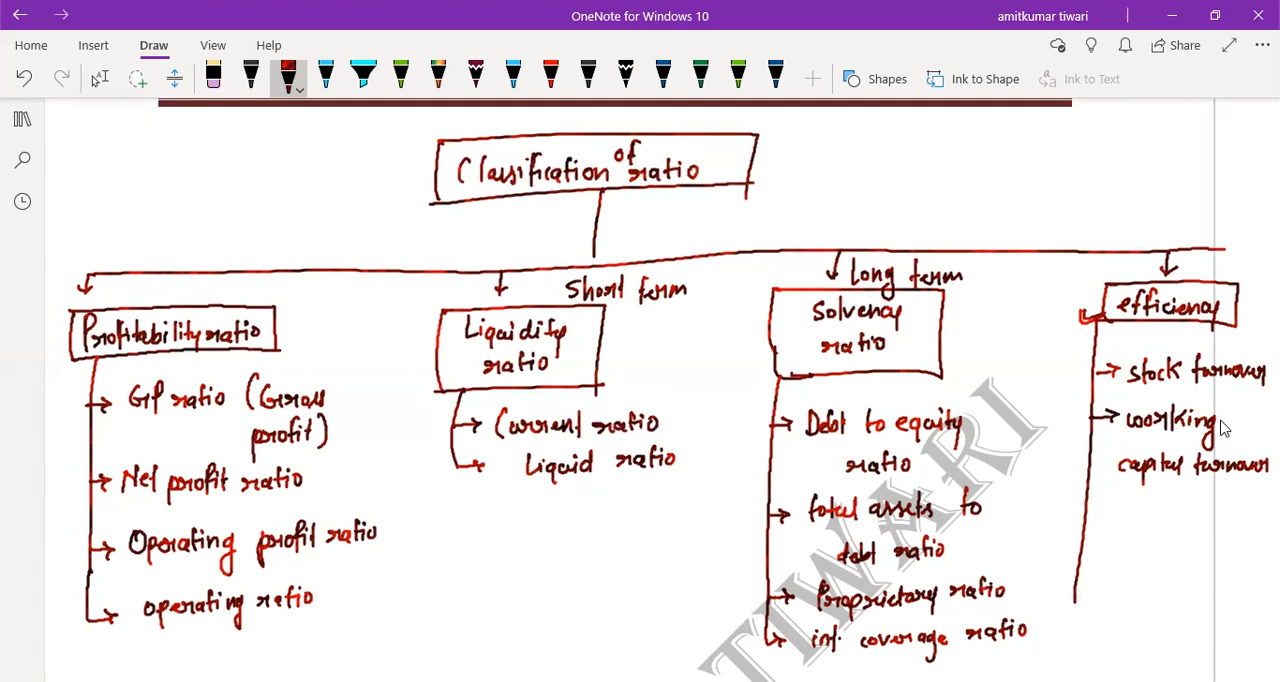 OneNote for Windows 10
amitkumar tiwari
Home
Insert
Draw
View
Help
Share
Shapes
Ink to Shape
Ink to Text
Classification of ratio
Profitability ratio
GP ratio (Gross
profit)
Net profit ratio
Operating profit ratio
operating ratio
Short term
Liquidity
ratio
Current ratio
Liquid ratio
Long term
Solvency
ratio
Debt to equity
ratio
total assets to
debt ratio
Proprietary ratio
int. coverage ratio
efficiency
stock turnover
working
capital turnover
TIWARI